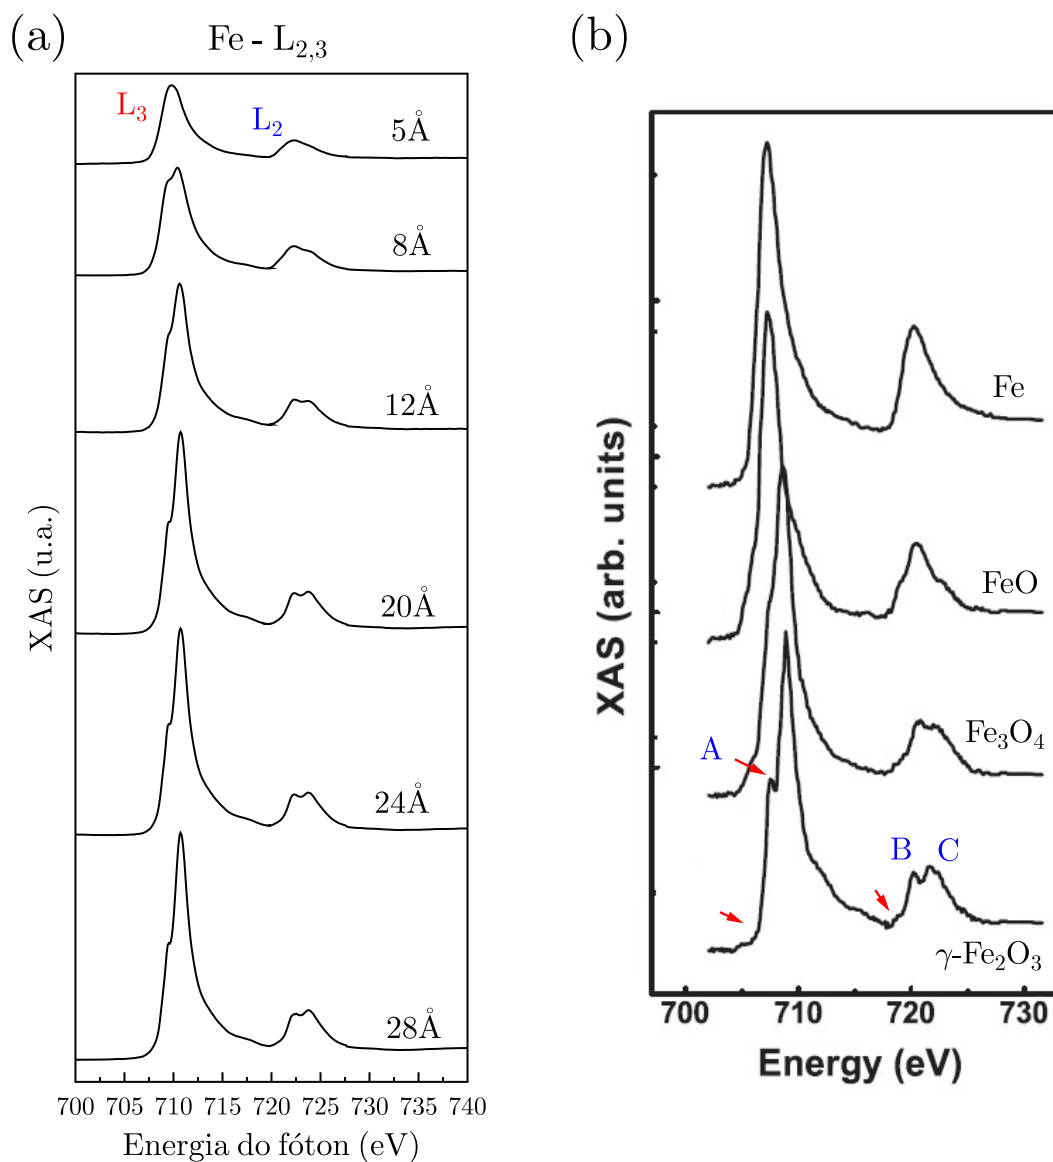 (a)
Fe - L2,3
L3
L2
5Å
8Å
12Å
20Å
24Å
28Å
XAS (u.a.)
700 705 710 715 720 725 730 735 740
Energia do fóton (eV)
(b)
Fe
FeO
Fe3O4
A
B C
γ-Fe2O3
XAS (arb. units)
700 710 720 730
Energy (eV)